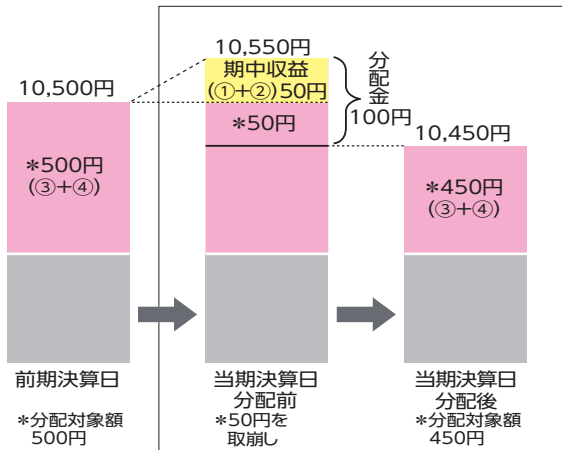 10,500円
*500円
(③+④)
前期決算日
*分配対象額
500円
10,550円
期中収益
(①+②)50円
*50円
分配金
100円
当期決算日
分配前
*50円を
取崩し
10,450円
*450円
(③+④)
当期決算日
分配後
*分配対象額
450円